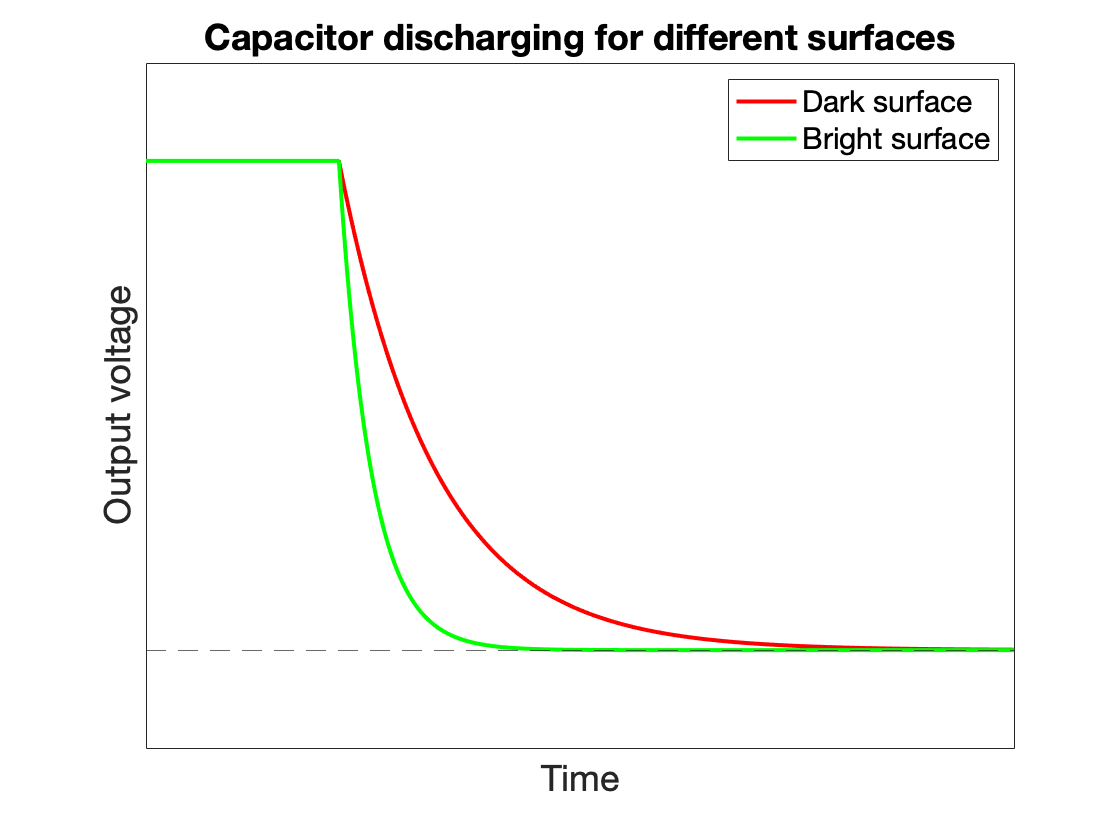 Capacitor discharging for different surfaces
Dark surface
Bright surface
Output voltage
Time